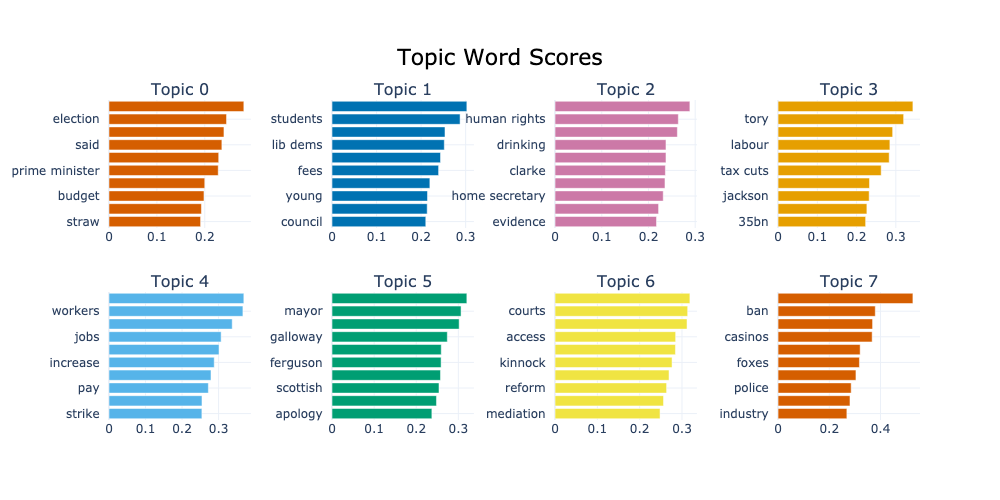 Topic Word Scores
Topic 0
election
said
prime minister
budget
straw
0 0.1 0.2
Topic 1
students
lib dems
fees
young
council
0 0.1 0.2 0.3
Topic 2
human rights
drinking
clarke
home secretary
evidence
0 0.1 0.2 0.3
Topic 3
tory
labour
tax cuts
jackson
35bn
0 0.1 0.2 0.3
Topic 4
workers
jobs
increase
pay
strike
0 0.1 0.2 0.3
Topic 5
mayor
galloway
ferguson
scottish
apology
0 0.1 0.2 0.3
Topic 6
courts
access
kinnock
reform
mediation
0 0.1 0.2 0.3
Topic 7
ban
casinos
foxes
police
industry
0 0.2 0.4